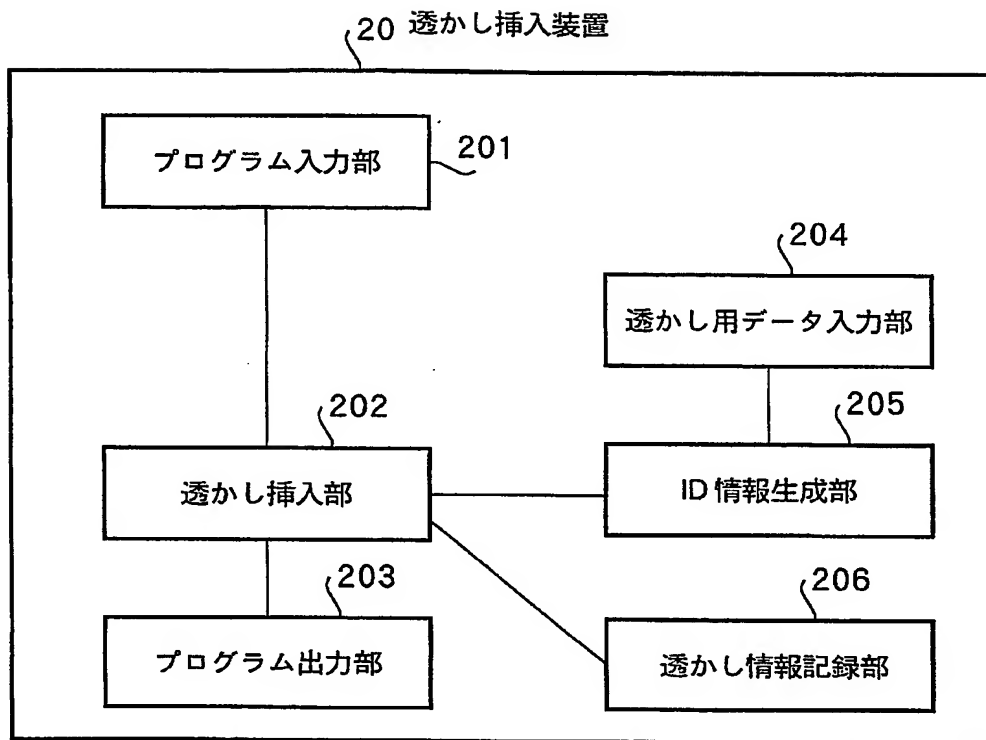 20 透かし挿入装置
プログラム入力部
201
204
透かし用データ入力部
202
205
透かし挿入部
ID情報生成部
203
206
プログラム出力部
透かし情報記録部